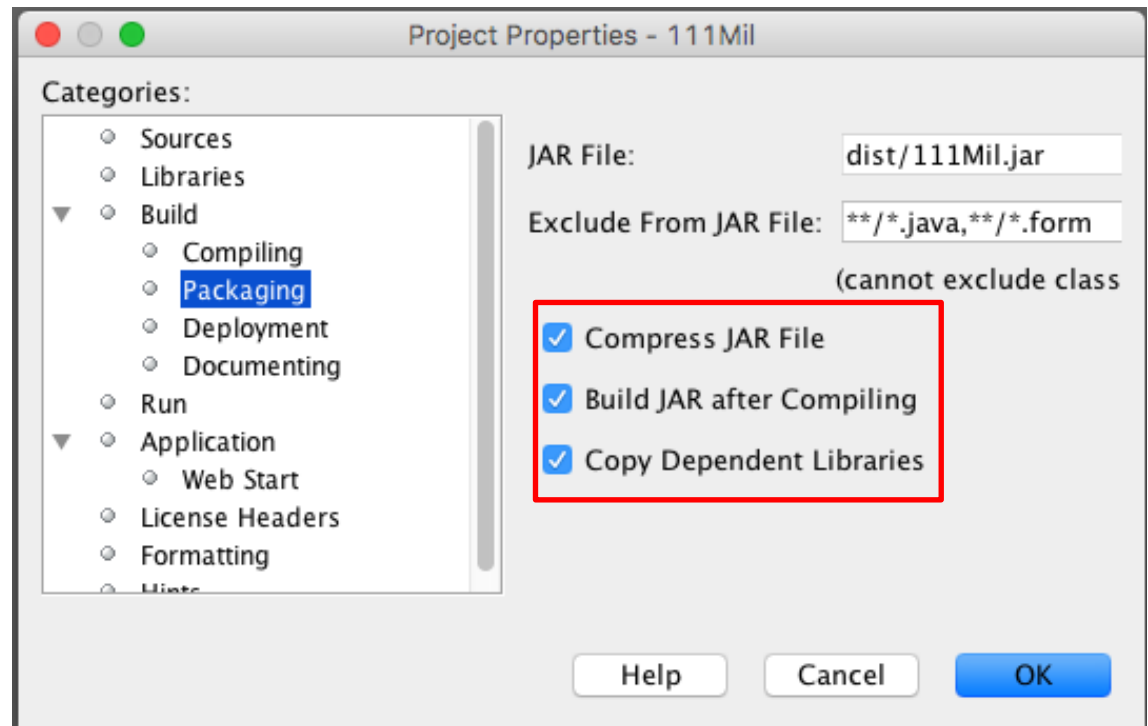 Project Properties - 111Mil
Categories:
Sources
Libraries
Build
Compiling
Packaging
Deployment
Documenting
Run
Application
Web Start
License Headers
Formatting
Hints
JAR File: dist/111Mil.jar
Exclude From JAR File: **/*.java,**/*.form
(cannot exclude class
Compress JAR File
Build JAR after Compiling
Copy Dependent Libraries
Help Cancel OK